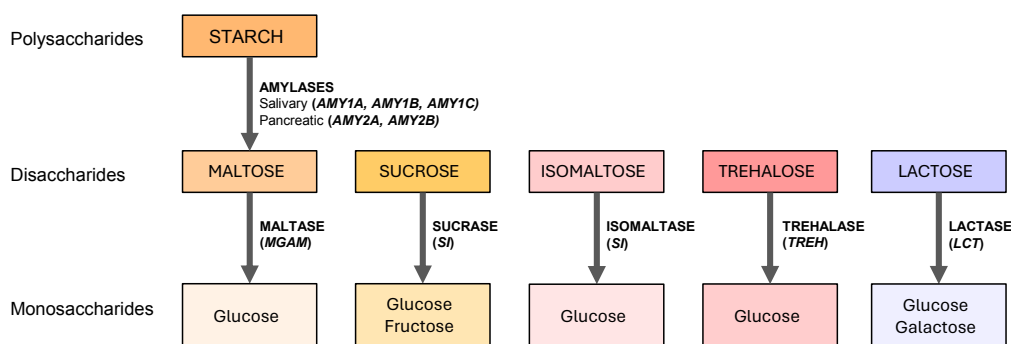 Polysaccharides
STARCH
AMYLASES
Salivary (AMY1A, AMY1B, AMY1C)
Pancreatic (AMY2A, AMY2B)
Disaccharides
MALTOSE
SUCROSE
ISOMALTOSE
TREHALOSE
LACTOSE
MALTASE
(MGAM)
SUCRASE
(SI)
ISOMALTASE
(SI)
TREHALASE
(TREH)
LACTASE
(LCT)
Monosaccharides
Glucose
Glucose
Fructose
Glucose
Glucose
Glucose
Galactose